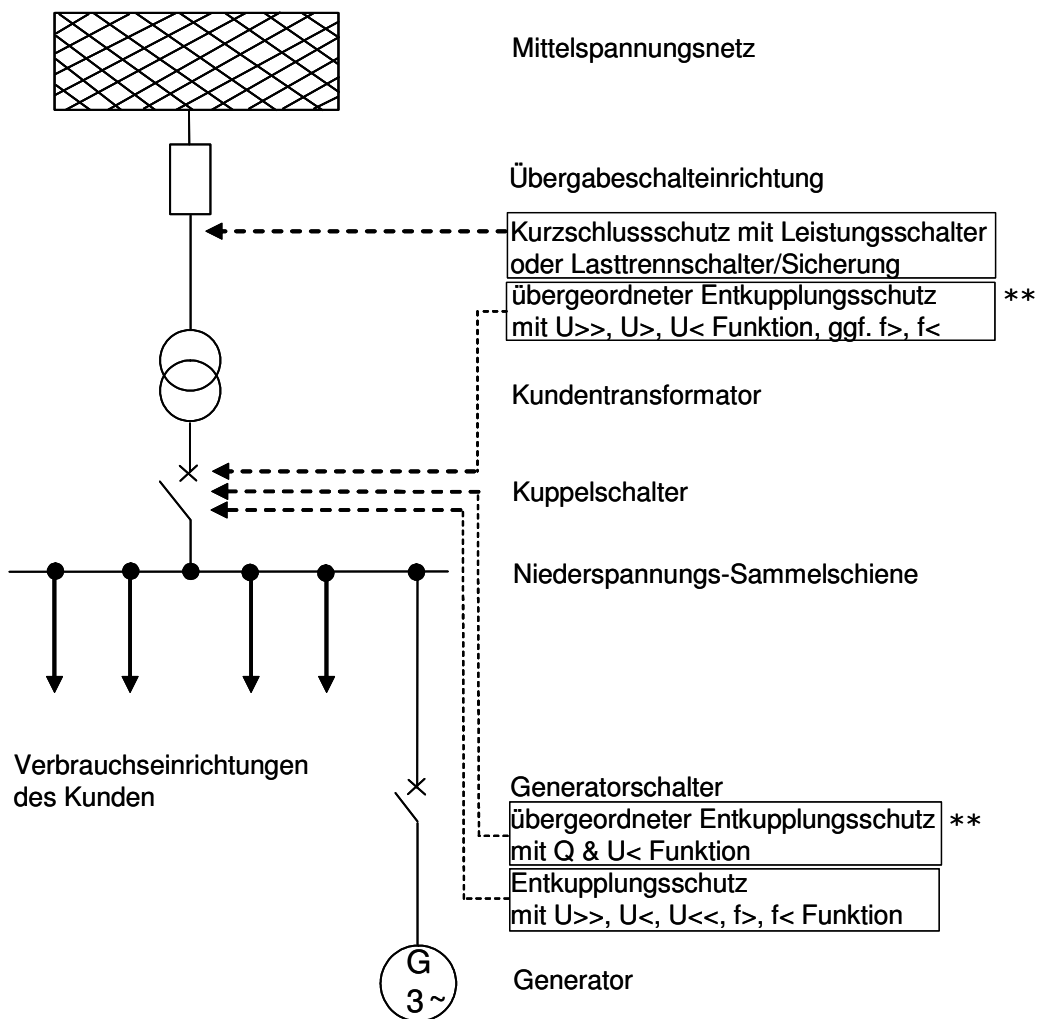 Mittelspannungsnetz
Übergabeschalteinrichtung
Kurzschlussschutz mit Leistungsschalter
oder Lasttrennschalter/Sicherung
übergeordneter Entkupplungsschutz **
mit U>>, U>, U< Funktion, ggf. f>, f<
Kundentransformator
Kuppelschalter
Niederspannungs-Sammelschiene
Verbrauchseinrichtungen
des Kunden
Generatorschalter
übergeordneter Entkupplungsschutz **
mit Q & U< Funktion
Entkupplungsschutz
mit U>>, U<, U<<, f>, f< Funktion
G
3~
Generator